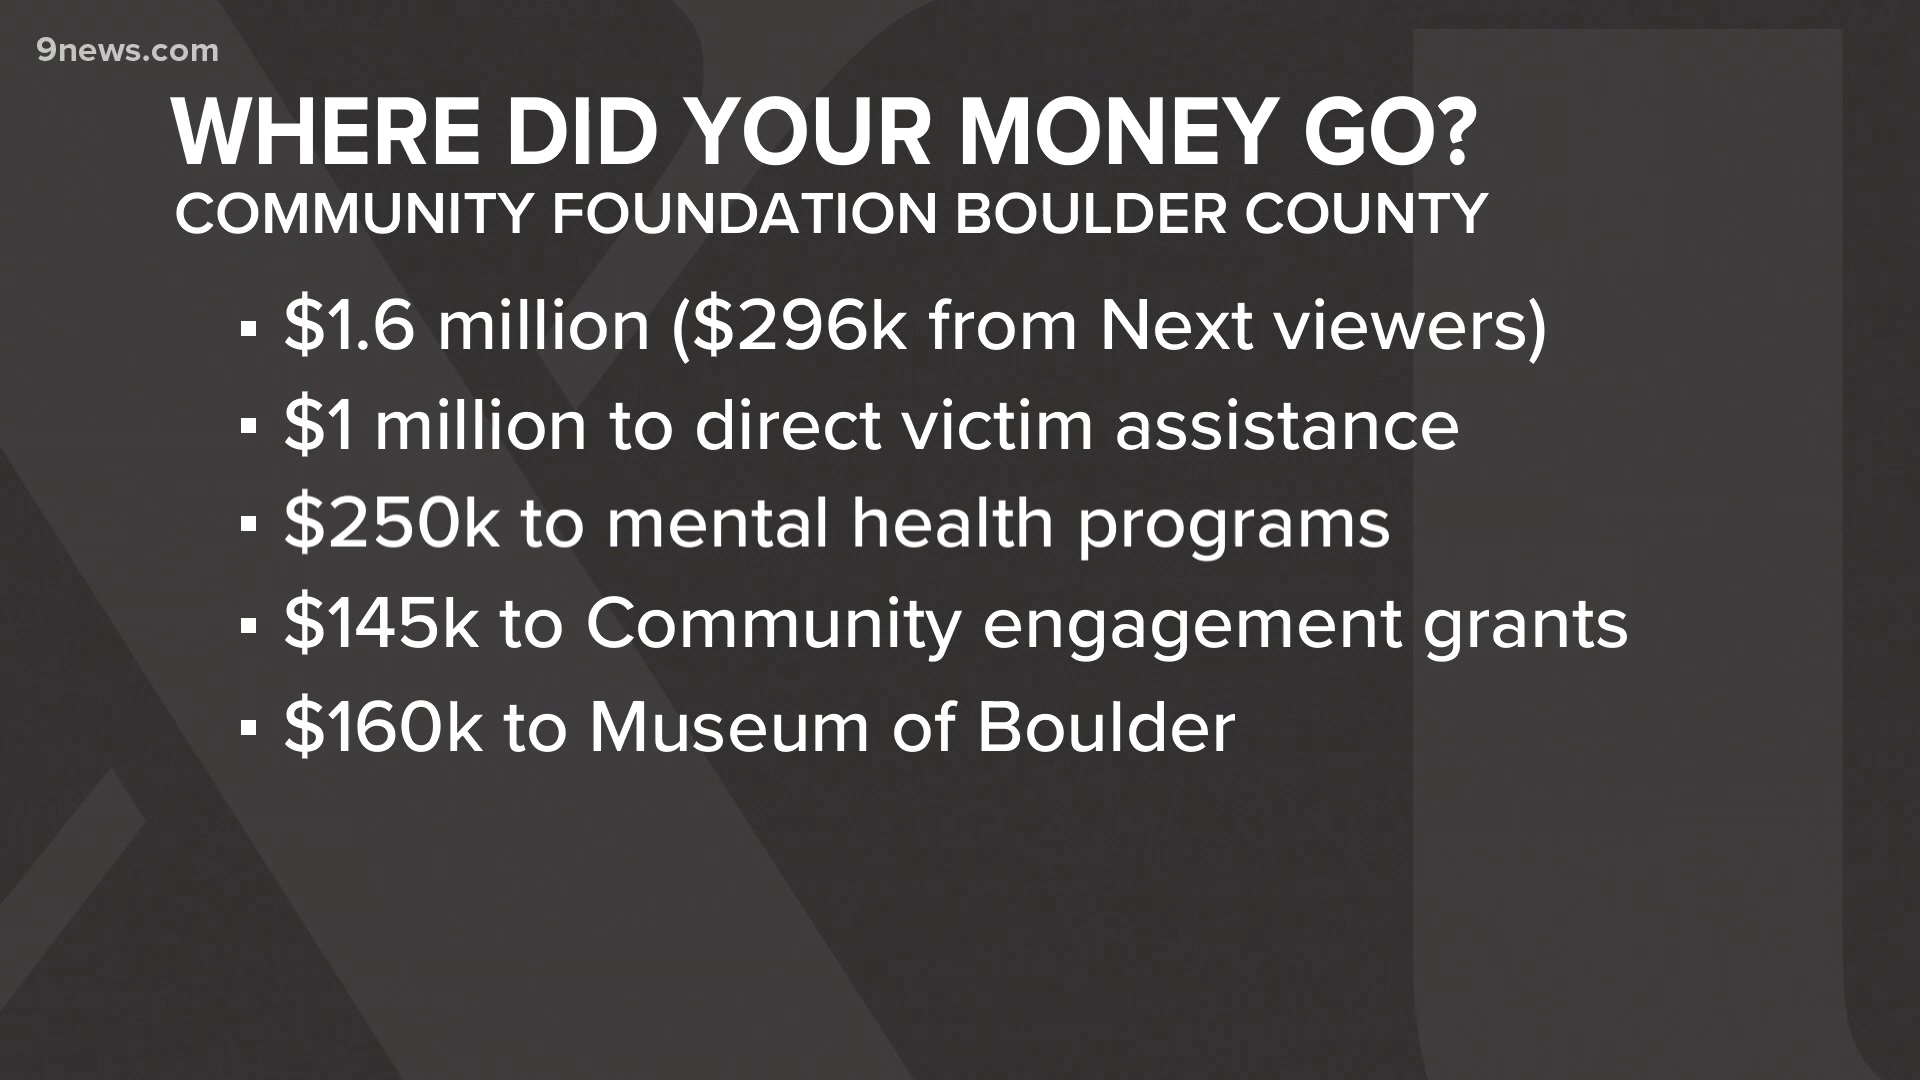 9news.com
WHERE DID YOUR MONEY GO?
COMMUNITY FOUNDATION BOULDER COUNTY
▪ $1.6 million ($296k from Next viewers)
▪ $1 million to direct victim assistance
▪ $250k to mental health programs
▪ $145k to Community engagement grants
▪ $160k to Museum of Boulder